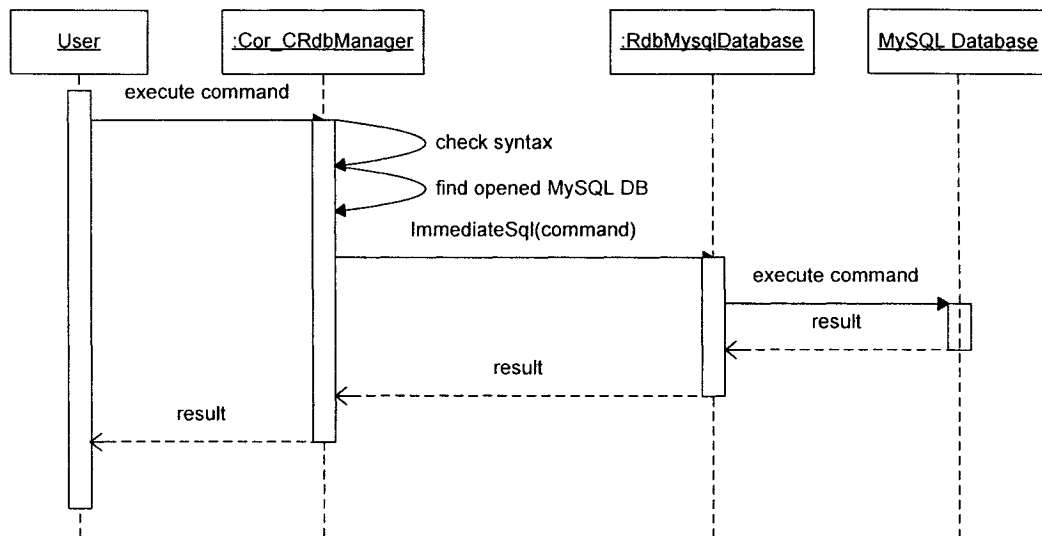 User
:Cor_CRdbManager
:RdbMysqlDatabase
MySQL Database
execute command
check syntax
find opened MySQL DB
ImmediateSql(command)
execute command
result
result
result